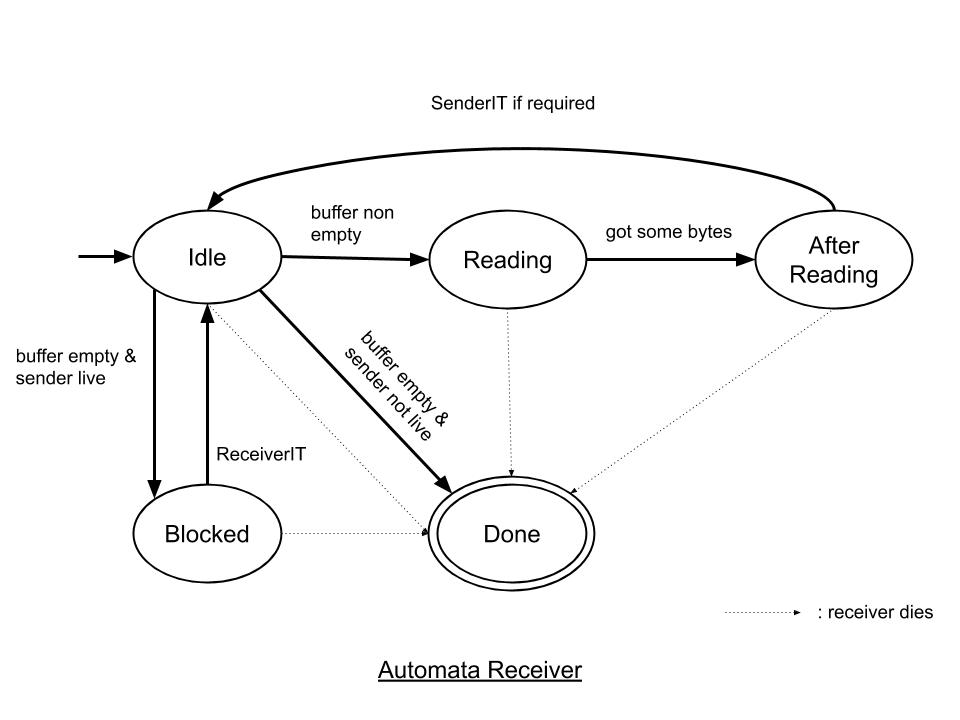 SenderIT if required
buffer non
empty
got some bytes
Idle
Reading
After
Reading
buffer empty &
sender live
buffer empty &
sender not live
ReceiverIT
Blocked
Done
: receiver dies
Automata Receiver